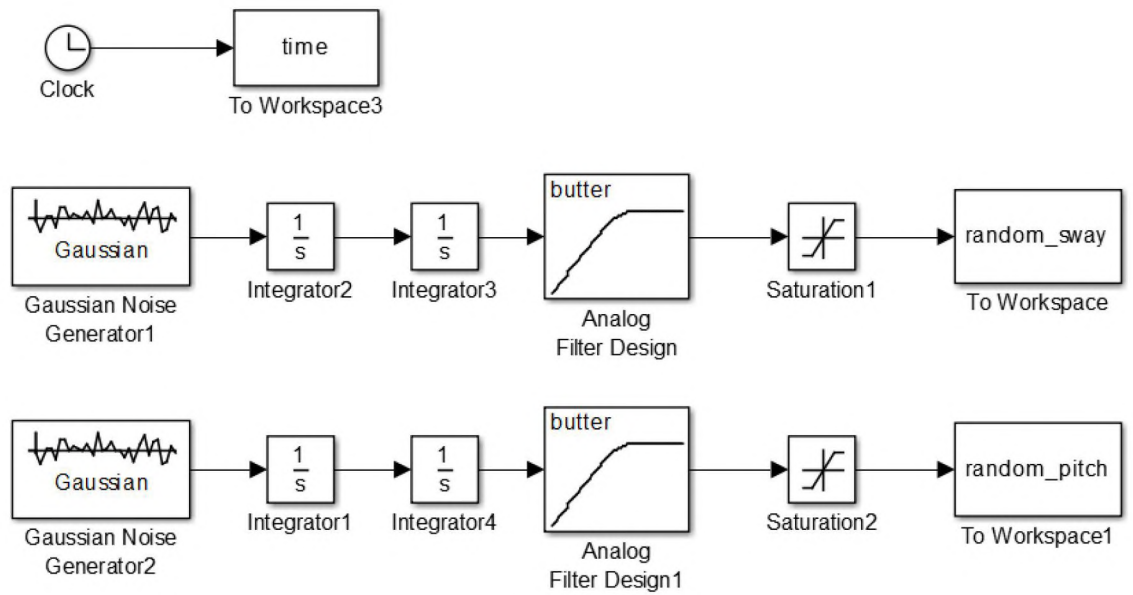 time
Clock
To Workspace3
butter
Gaussian
1
s
1
s
random_sway
Gaussian Noise
Generator1
Integrator2
Integrator3
Analog
Filter Design
Saturation1
To Workspace
butter
Gaussian
1
s
1
s
random_pitch
Gaussian Noise
Generator2
Integrator1
Integrator4
Analog
Filter Design1
Saturation2
To Workspace1